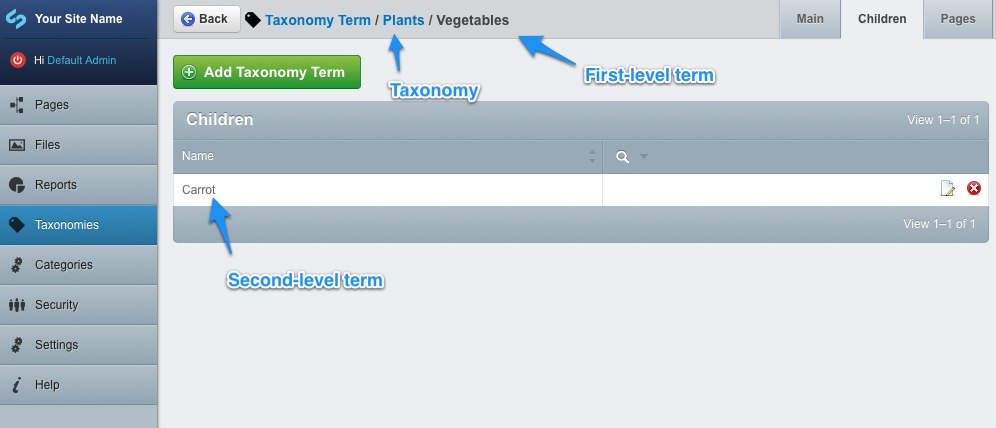 Your Site Name
Hi Default Admin
Pages
Files
Reports
Taxonomies
Categories
Security
Settings
Help
Back
Taxonomy Term / Plants / Vegetables
Main
Children
Pages
Taxonomy
First-level term
Add Taxonomy Term
Children
View 1–1 of 1
Name
Carrot
View 1–1 of 1
Second-level term